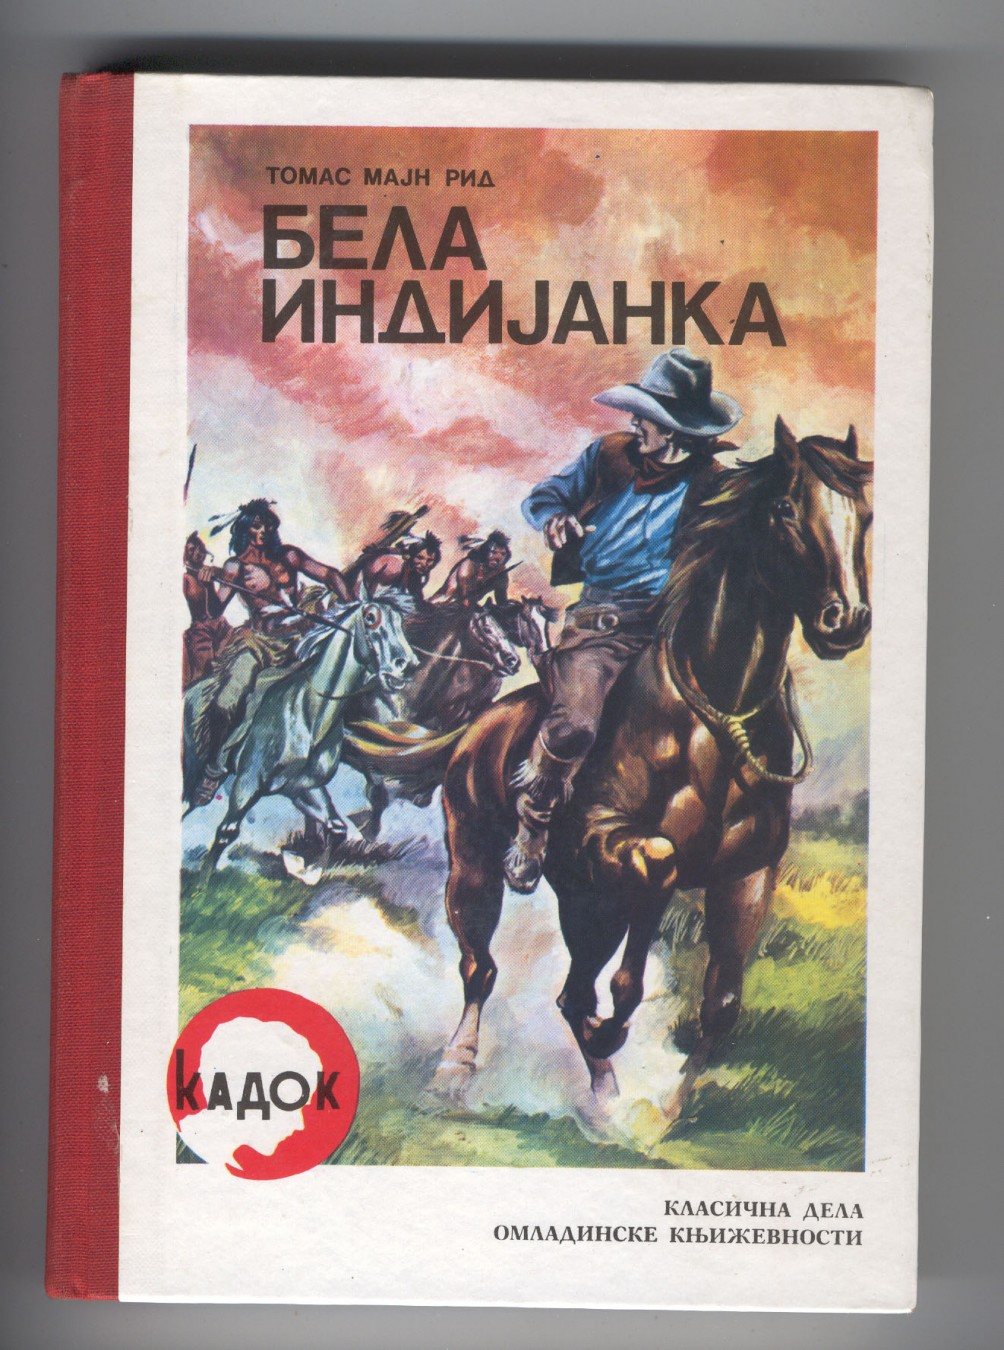 ТОМАС МАЈН РИД
БЕЛА
ИНДИЈАНКА
КАДОК
КЛАСИЧНА ДЕЛА
ОМЛАДИНСКЕ КЊИЖЕВНОСТИ